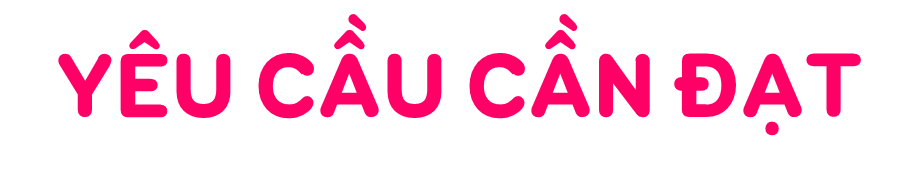 YÊU CẦU CẦN ĐẠT